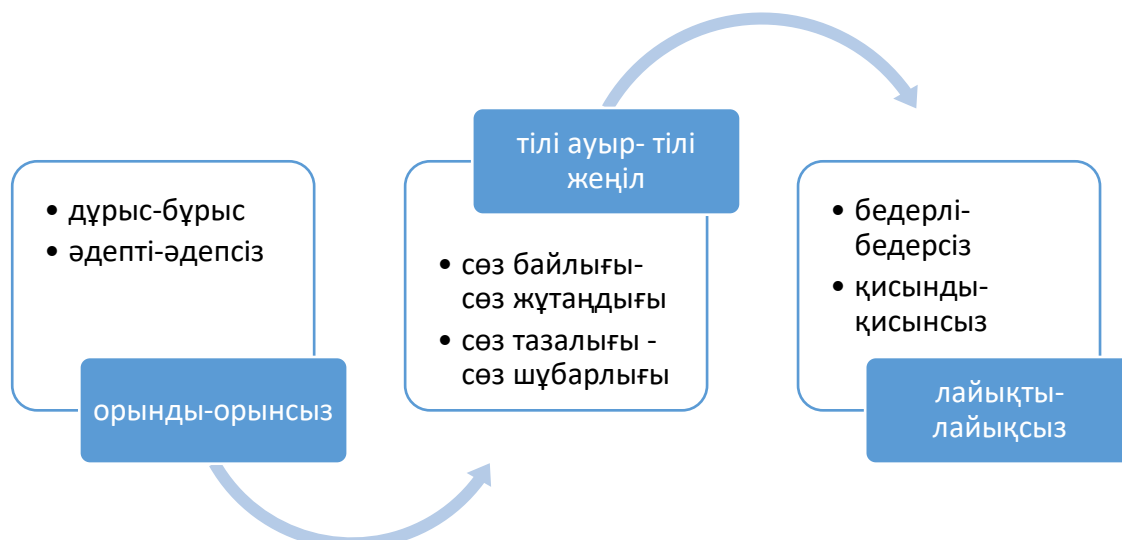 • дұрыс-бұрыс
• әдепті-әдепсіз
орынды-орынсыз
тілі ауыр- тілі
жеңіл
• сөз байлығы-
сөз жұтаңдығы
• сөз тазалығы -
сөз шұбарлығы
• бедерлі-
бедерсіз
• қисынды-
қисынсыз
лайықты-
лайықсыз